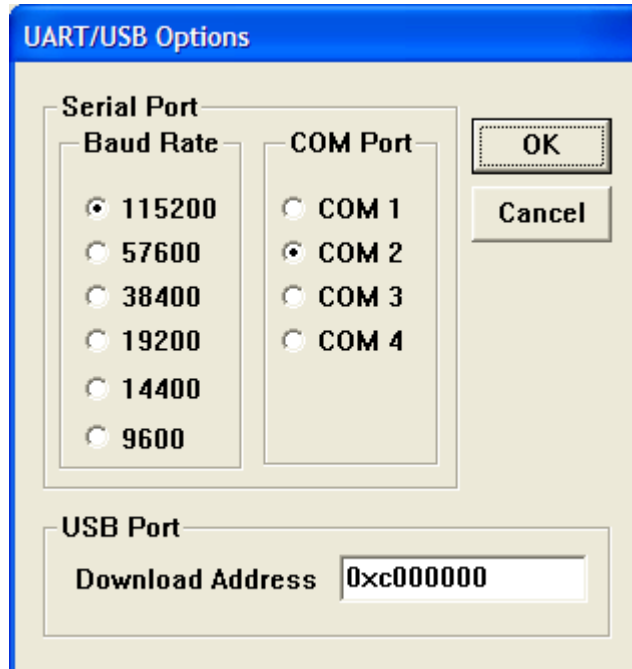 UART/USB Options
Serial Port
Baud Rate
115200
57600
38400
19200
14400
9600
COM Port
COM 1
COM 2
COM 3
COM 4
OK
Cancel
USB Port
Download Address 0xc000000